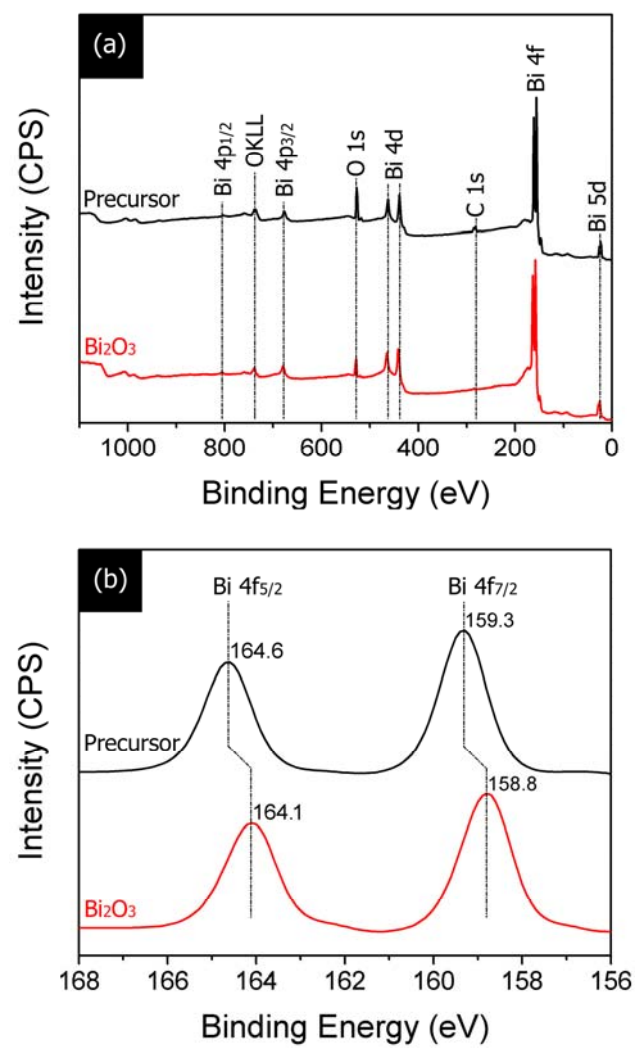 (a)
Intensity (CPS)
Precursor
Bi₂O₃
Bi 4p1/2
OKLL
Bi 4p3/2
O 1s
Bi 4d
C 1s
Bi 4f
Bi 5d
1000 800 600 400 200 0
Binding Energy (eV)
(b)
Intensity (CPS)
Bi 4f5/2 Bi 4f7/2
159.3
164.6
Precursor
158.8
164.1
Bi₂O₃
168 166 164 162 160 158 156
Binding Energy (eV)